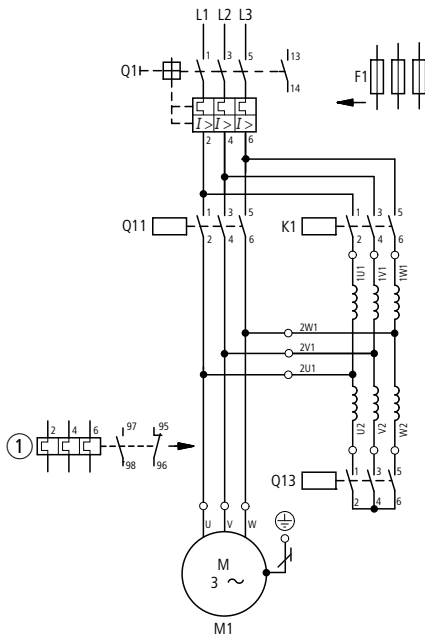 L1 L2 L3
Q1 1 3 5 13
14
F1
I> I> I>
2 4 6
Q11 1 3 5
2 4 6
K1 1 3 5
2 4 6
1U1 1V1 1W1
2W1
2V1
2U1
U2 V2 W2
1 2 4 6 97 95
98 96
Q13 1 3 5
2 4 6
U V W
M
3 ~
M1